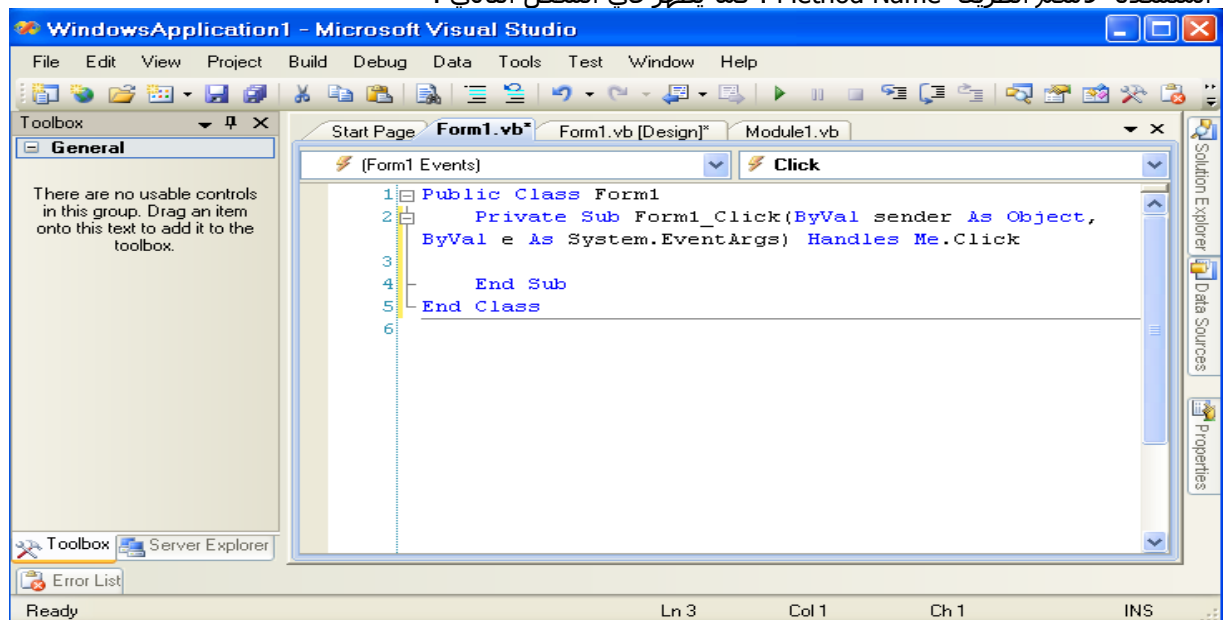 Method Name
WindowsApplication1 - Microsoft Visual Studio
File Edit View Project Build Debug Data Tools Test Window Help
Toolbox
General
There are no usable controls
in this group. Drag an item
onto this text to add it to the
toolbox.
Start Page Form1.vb* Form1.vb [Design]* Module1.vb
(Form1 Events) Click
1 Public Class Form1
2 Private Sub Form1_Click(ByVal sender As Object,
ByVal e As System.EventArgs) Handles Me.Click
3
4 End Sub
5 End Class
6
Solution Explorer
Data Sources
Properties
Toolbox Server Explorer
Error List
Ready Ln 3 Col 1 Ch 1 INS